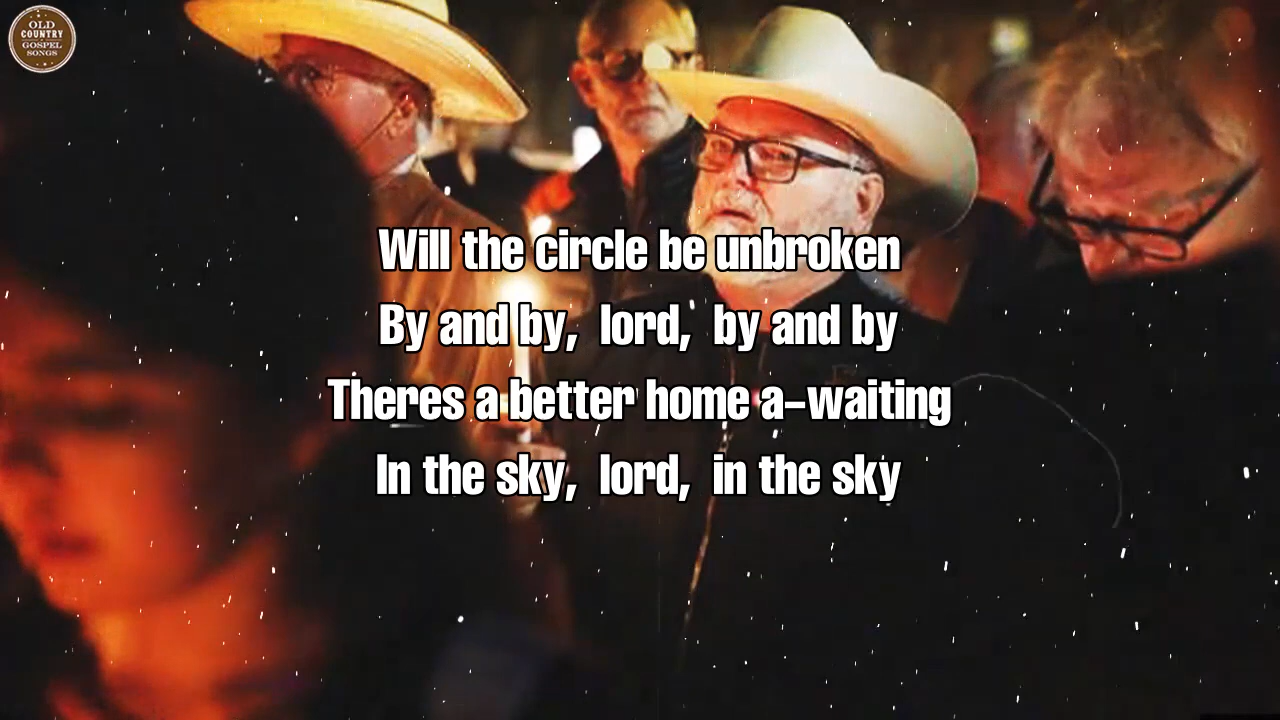 OLD
COUNTRY
GOSPEL
SONGS
Will the circle be unbroken
By and by, lord, by and by
Theres a better home a-waiting
In the sky, lord, in the sky